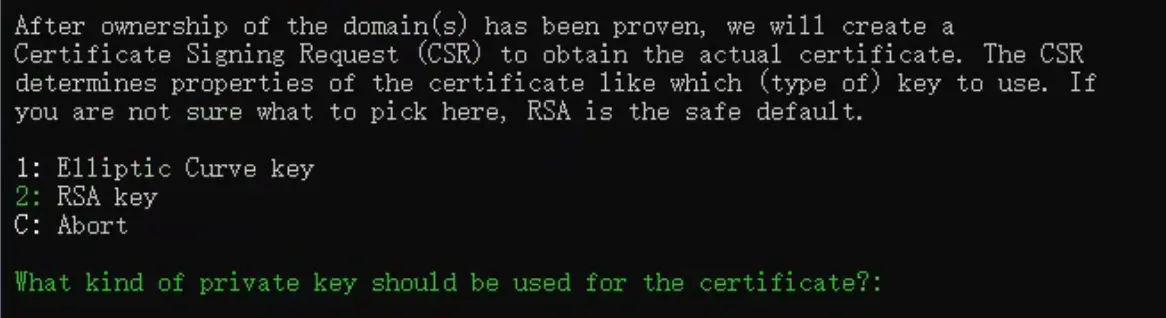 After ownership of the domain(s) has been proven, we will create a
Certificate Signing Request (CSR) to obtain the actual certificate. The CSR
determines properties of the certificate like which (type of) key to use. If
you are not sure what to pick here, RSA is the safe default.
1: Elliptic Curve key
2: RSA key
C: Abort
What kind of private key should be used for the certificate?: